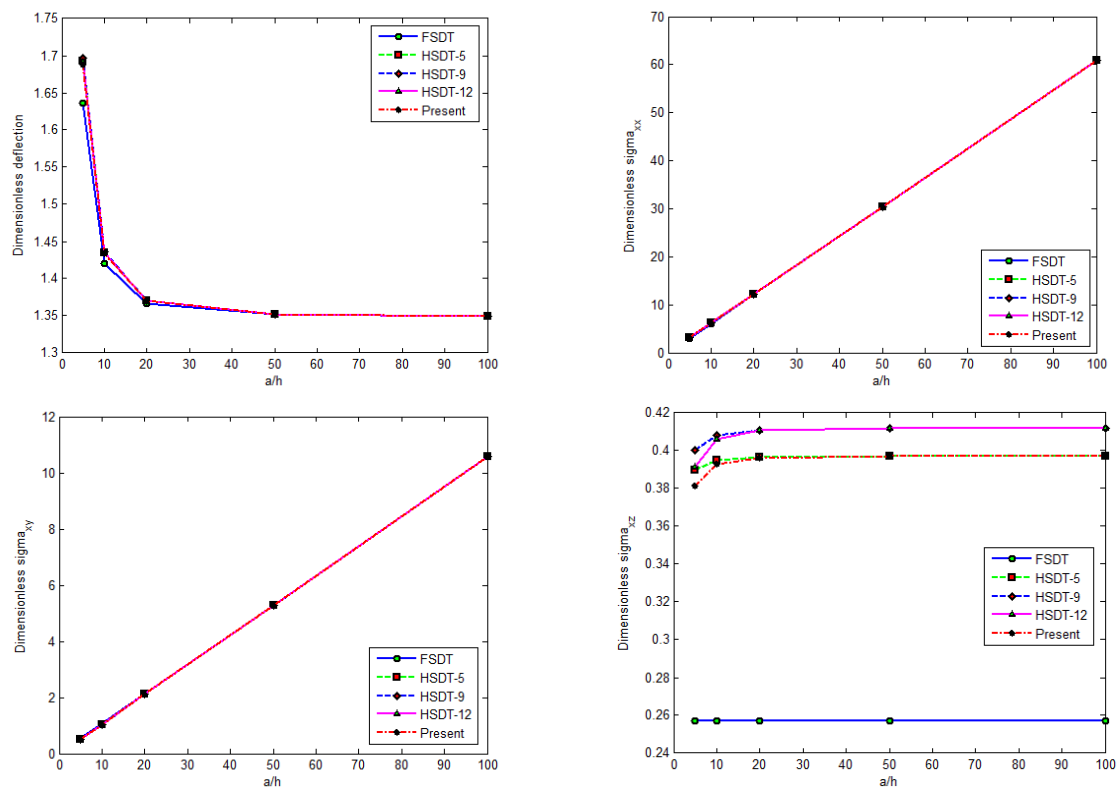 1.75
1.7
1.65
1.6
1.55
1.5
1.45
1.4
1.35
1.3
Dimensionless deflection
0 10 20 30 40 50 60 70 80 90 100
a/h
FSDT
HSDT-5
HSDT-9
HSDT-12
Present
70
60
50
40
30
20
10
0
Dimensionless sigmaxx
0 10 20 30 40 50 60 70 80 90 100
a/h
FSDT
HSDT-5
HSDT-9
HSDT-12
Present
12
10
8
6
4
2
0
Dimensionless sigmaxy
0 10 20 30 40 50 60 70 80 90 100
a/h
FSDT
HSDT-5
HSDT-9
HSDT-12
Present
0.42
0.4
0.38
0.36
0.34
0.32
0.3
0.28
0.26
0.24
Dimensionless sigmaxz
0 10 20 30 40 50 60 70 80 90 100
a/h
FSDT
HSDT-5
HSDT-9
HSDT-12
Present